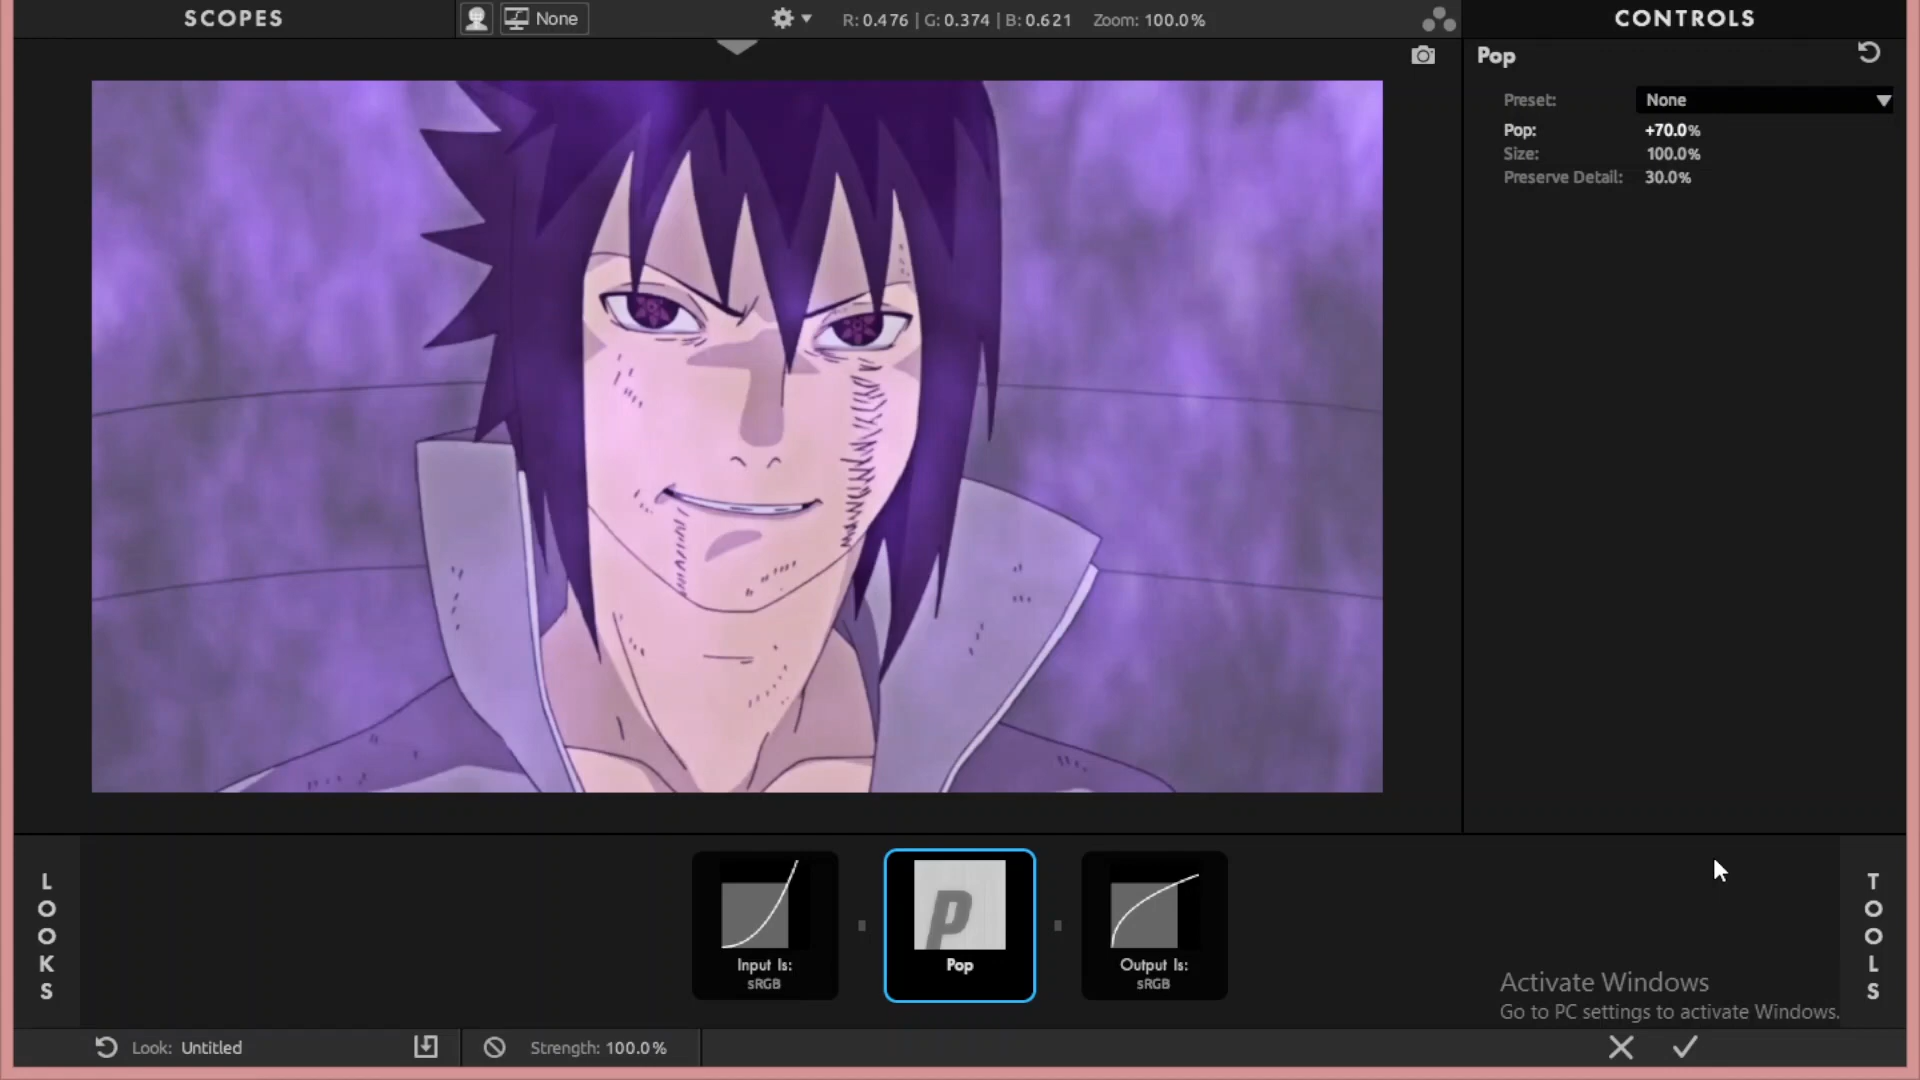 SCOPES
None
R: 0.476 | G: 0.374 | B: 0.621 Zoom: 100.0%
CONTROLS
Pop
Preset: None
Pop: +70.0%
Size: 100.0%
Preserve Detail: 30.0%
LOOKS
P
Input Is:
sRGB
Pop
Output Is:
sRGB
TOOLS
Activate Windows
Go to PC settings to activate Windows.
Look: Untitled
Strength: 100.0%